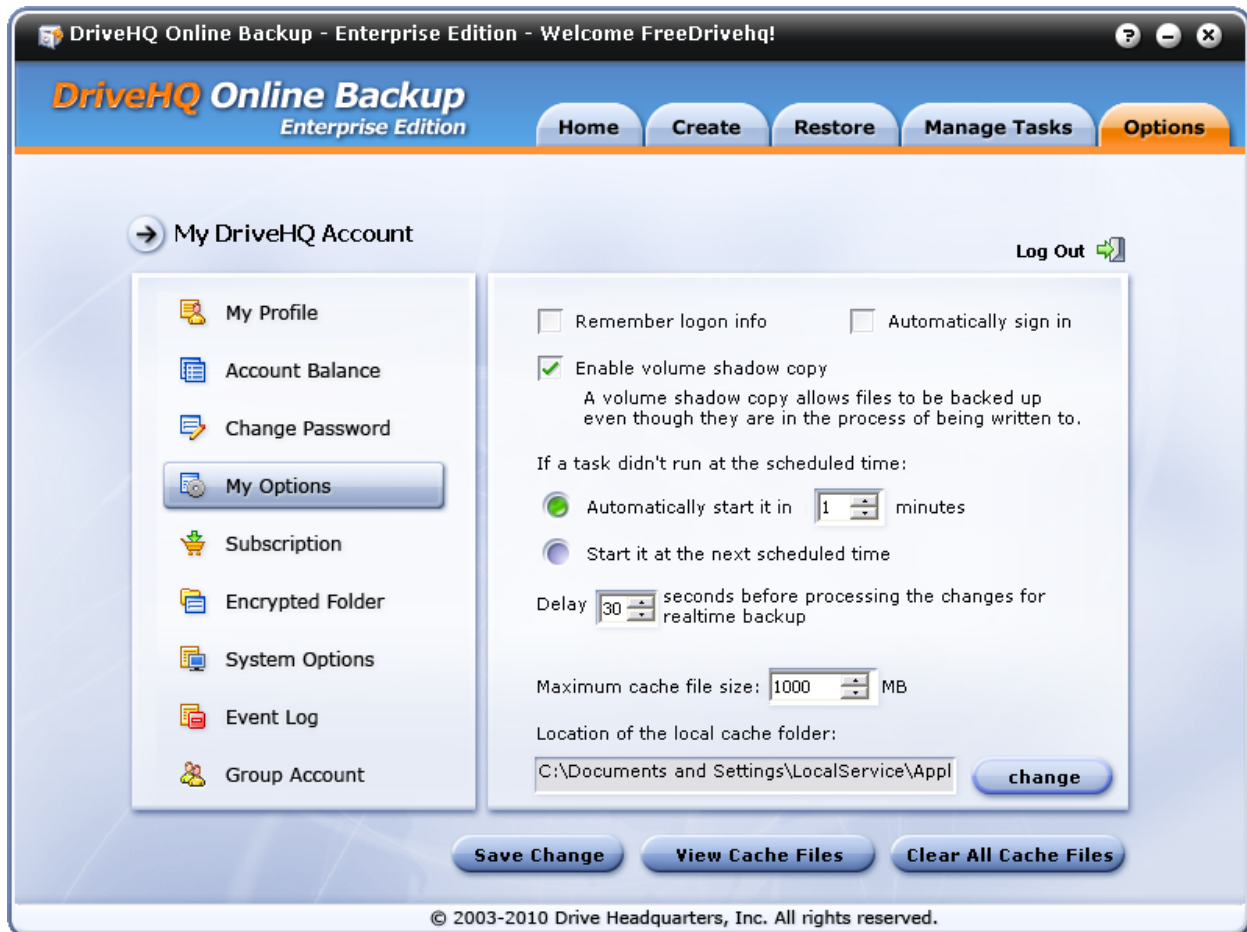 DriveHQ Online Backup - Enterprise Edition - Welcome FreeDrivehq!
DriveHQ Online Backup
Enterprise Edition
Home
Create
Restore
Manage Tasks
Options
My DriveHQ Account
Log Out
My Profile
Account Balance
Change Password
My Options
Subscription
Encrypted Folder
System Options
Event Log
Group Account
Remember logon info
Automatically sign in
Enable volume shadow copy
A volume shadow copy allows files to be backed up
even though they are in the process of being written to.
If a task didn't run at the scheduled time:
Automatically start it in 1 minutes
Start it at the next scheduled time
Delay 30 seconds before processing the changes for
realtime backup
Maximum cache file size: 1000 MB
Location of the local cache folder:
C:\Documents and Settings\LocalService\Appl
change
Save Change
View Cache Files
Clear All Cache Files
© 2003-2010 Drive Headquarters, Inc. All rights reserved.